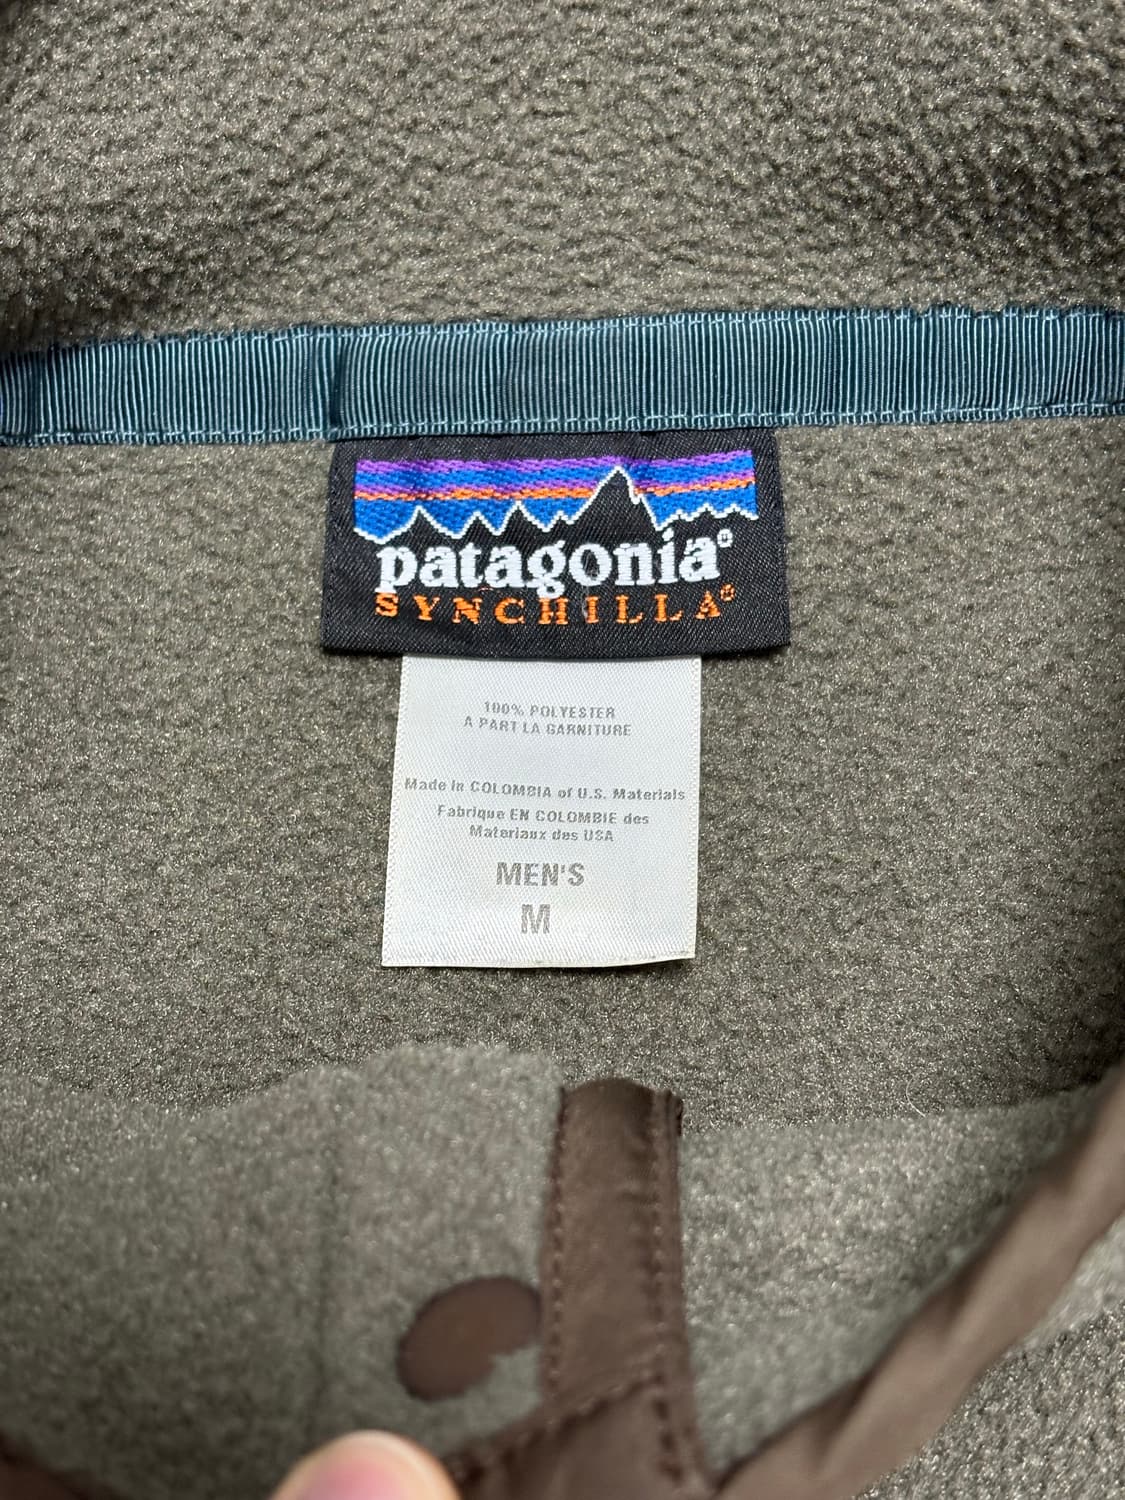 patagonia®
SYNCHILLA®
100% POLYESTER
A PART LA GARNITURE
Made in COLOMBIA of U.S. Materials
Fabrique EN COLOMBIE des
Materiaux des USA
MEN'S
M